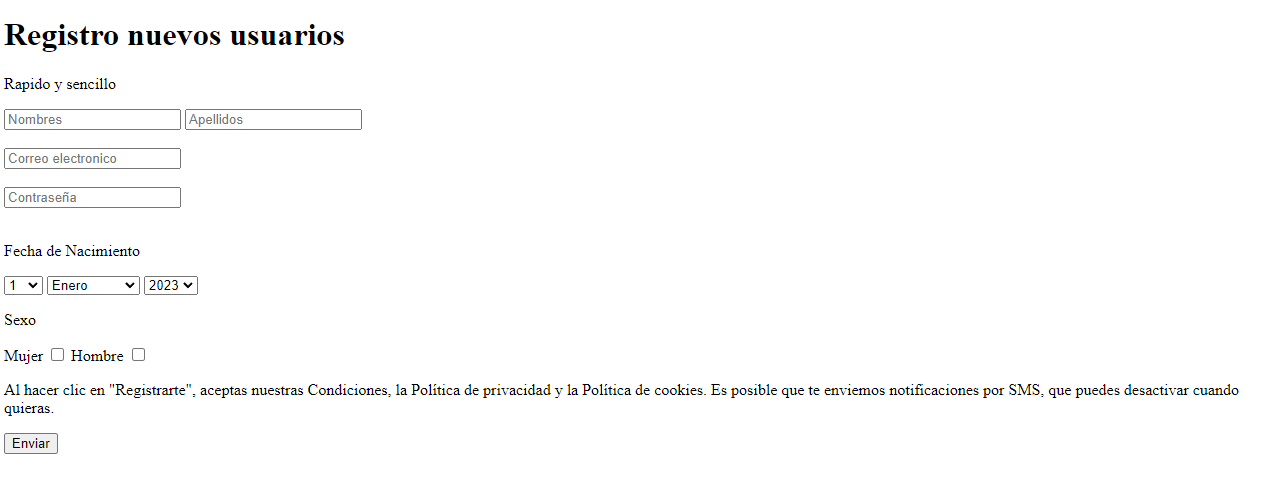 Registro nuevos usuarios
Rapido y sencillo
Nombres Apellidos
Correo electronico
Contraseña
Fecha de Nacimiento
1 Enero 2023
Sexo
Mujer Hombre
Al hacer clic en "Registrarte", aceptas nuestras Condiciones, la Política de privacidad y la Política de cookies. Es posible que te enviemos notificaciones por SMS, que puedes desactivar cuando
quieras.
Enviar